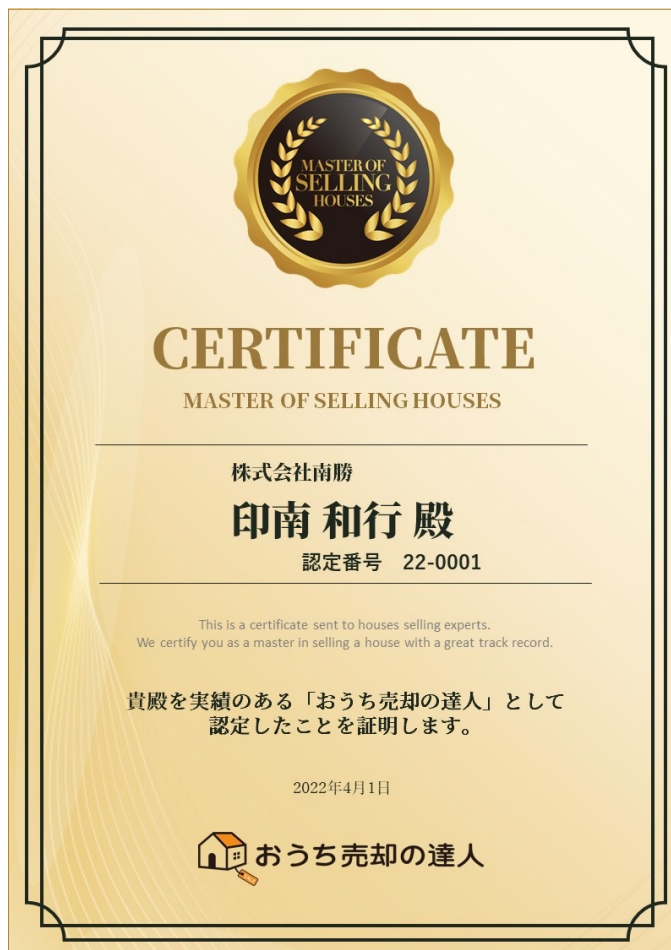 MASTER OF
SELLING
HOUSES
CERTIFICATE
MASTER OF SELLING HOUSES
株式会社南勝
印南 和行 殿
認定番号　22-0001
This is a certificate sent to houses selling experts.
We certify you as a master in selling a house with a great track record.
貴殿を実績のある「おうち売却の達人」として
認定したことを証明します。
2022年4月1日
おうち売却の達人